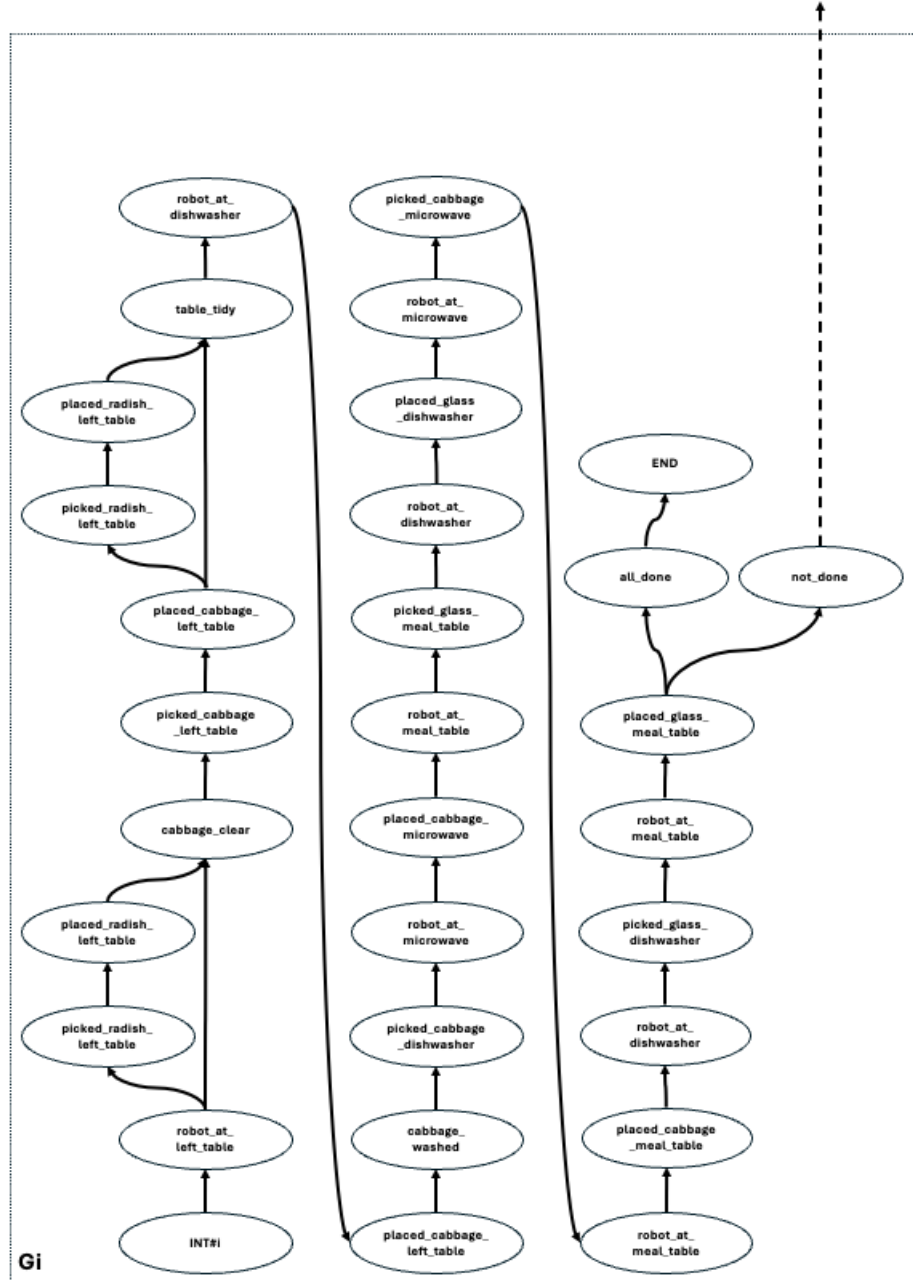 robot_at_
dishwasher
table_tidy
placed_radish_
left_table
picked_radish_
left_table
placed_cabbage_
left_table
picked_cabbage
_left_table
cabbage_clear
placed_radish_
left_table
picked_radish_
left_table
robot_at_
left_table
INT#i
Gi
picked_cabbage
_microwave
robot_at_
microwave
placed_glass
_dishwasher
robot_at_
dishwasher
picked_glass_
meal_table
robot_at_
meal_table
placed_cabbage_
microwave
robot_at_
microwave
picked_cabbage
_dishwasher
cabbage_
washed
placed_cabbage_
left_table
END
all_done
not_done
placed_glass_
meal_table
robot_at_
meal_table
picked_glass_
dishwasher
robot_at_
dishwasher
placed_cabbage
_meal_table
robot_at_
meal_table